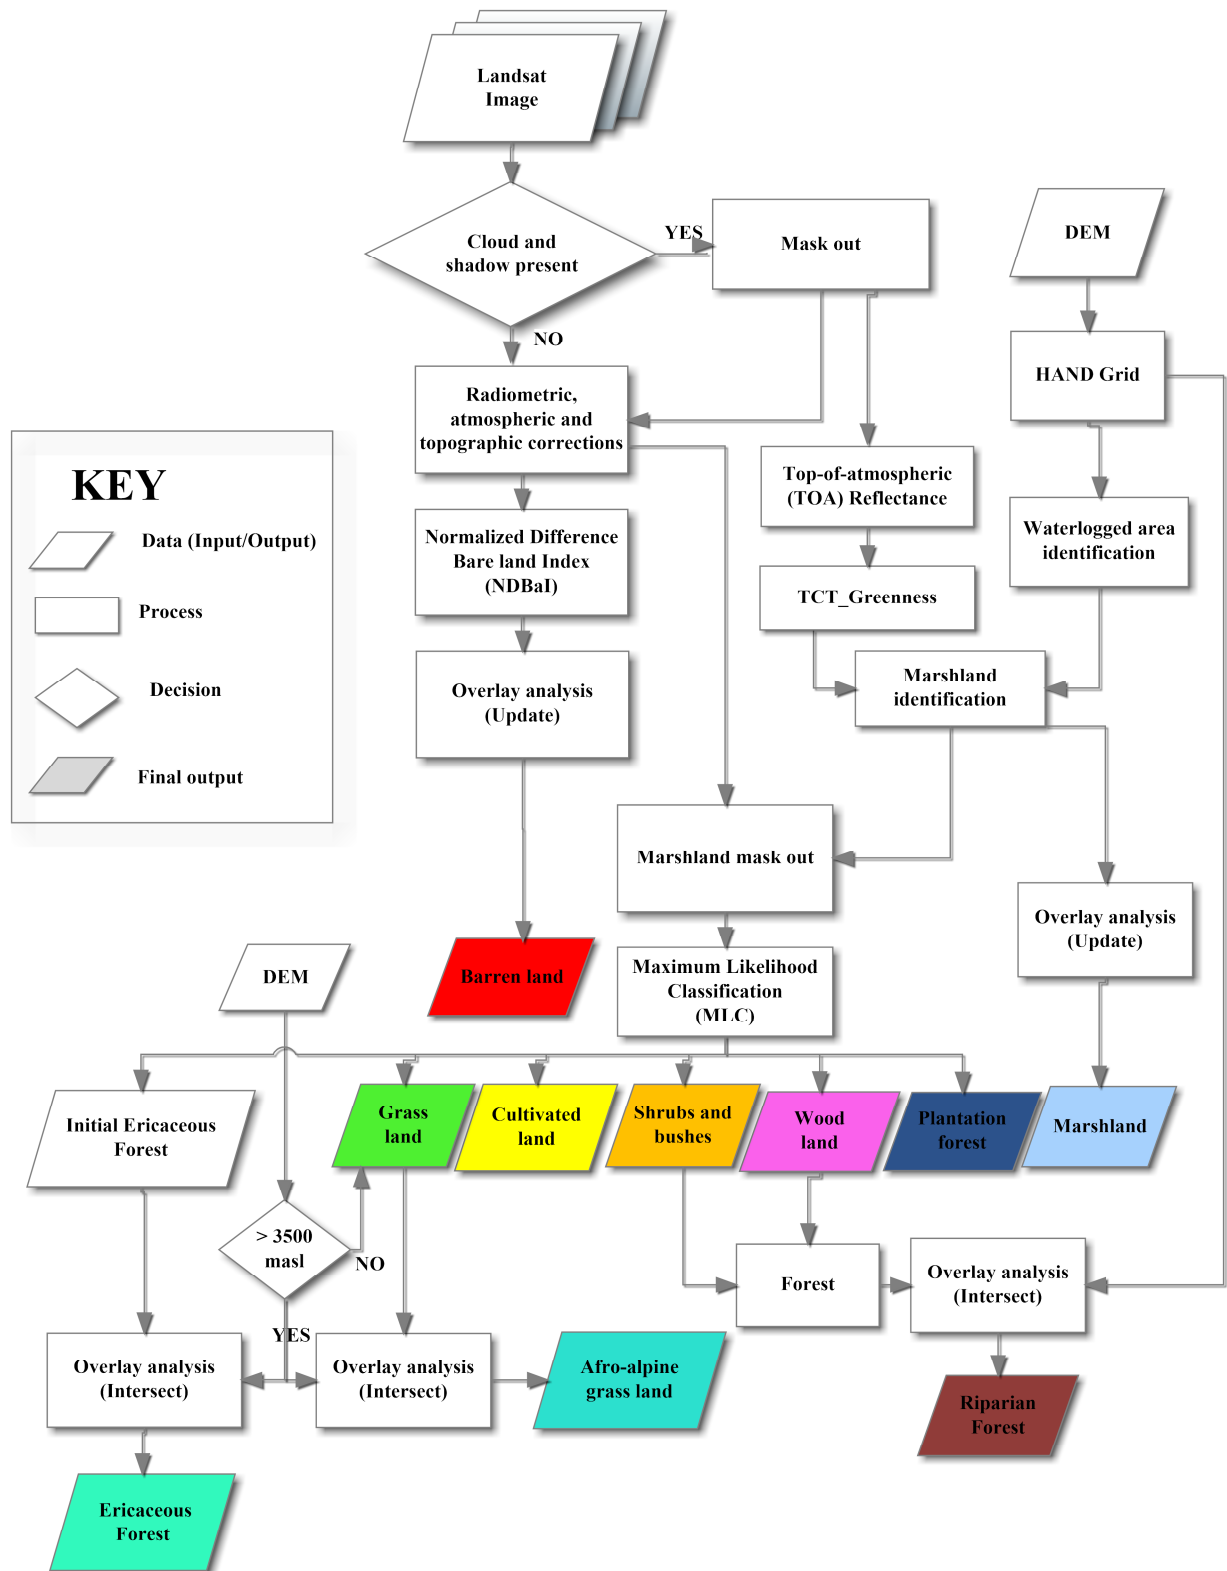 Landsat
Image
Cloud and
shadow present
YES
Mask out
DEM
NO
HAND Grid
Radiometric,
atmospheric and
topographic corrections
KEY
Data (Input/Output)
Process
Decision
Final output
Top-of-atmospheric
(TOA) Reflectance
Waterlogged area
identification
Normalized Difference
Bare land Index
(NDBaI)
TCT_Greenness
Overlay analysis
(Update)
Marshland
identification
Marshland mask out
Overlay analysis
(Update)
DEM
Barren land
Maximum Likelihood
Classification
(MLC)
Initial Ericaceous
Forest
Grass
land
Cultivated
land
Shrubs and
bushes
Wood
land
Plantation
forest
Marshland
> 3500
masl
NO
YES
Forest
Overlay analysis
(Intersect)
Overlay analysis
(Intersect)
Overlay analysis
(Intersect)
Afro-alpine
grass land
Riparian
Forest
Ericaceous
Forest